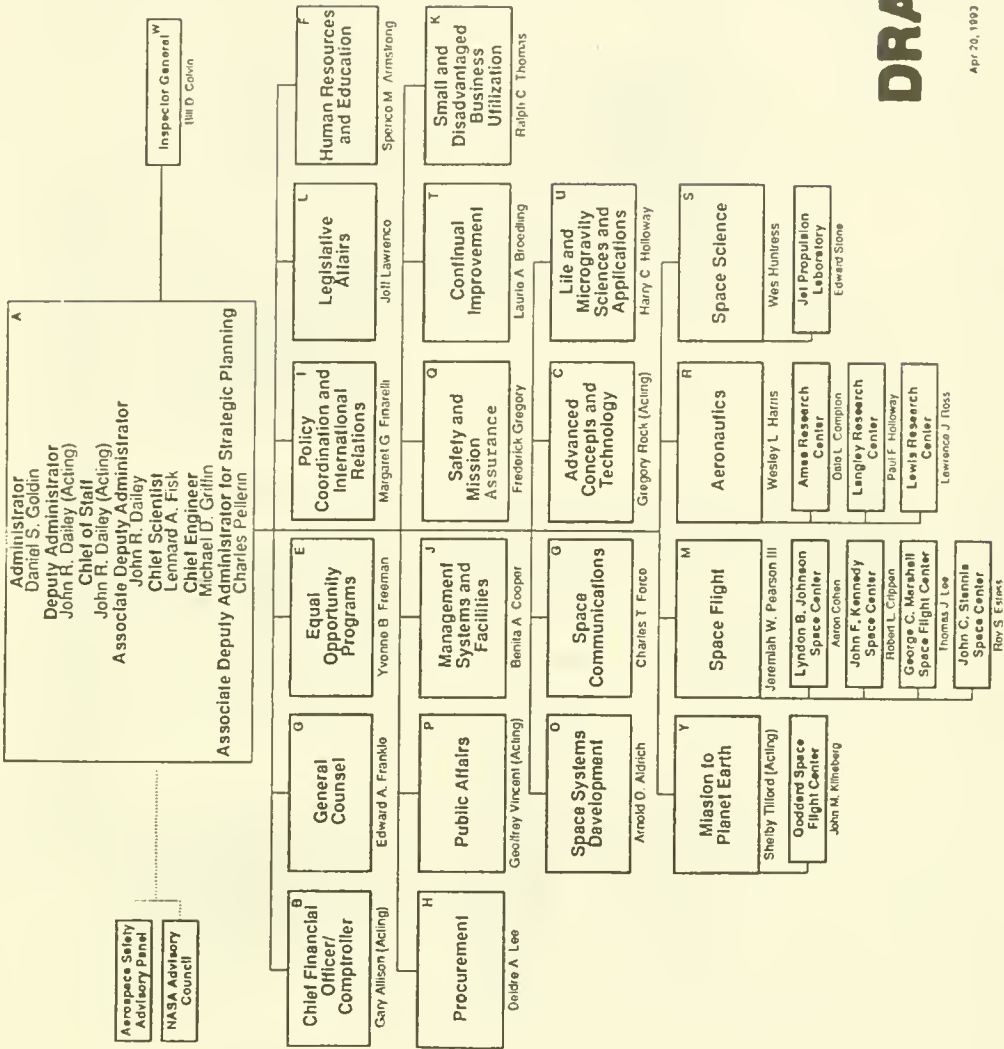 A
Administrator
Daniel S. Goldin
Deputy Administrator
John R. Dailey (Acting)
Chief of Staff
John R. Dailey (Acting)
Associate Deputy Administrator
John R. Dailey
Chief Scientist
Lennard A. Fisk
Chief Engineer
Michael D. Griffin
Associate Deputy Administrator for Strategic Planning
Charles Pellerin
Aerospace Safety
Advisory Panel
NASA Advisory
Council
W
Inspector General
Bill D. Colvin
B
Chief Financial
Officer/
Comptroller
Gary Allison (Acting)
G
General
Counsel
Edward A. Frankle
E
Equal
Opportunity
Programs
Yvonne B Freeman
I
Policy
Coordination and
International
Relations
Margaret G Finarelli
L
Legislative
Affairs
Jeff Lawrence
F
Human Resources
and Education
Spence M Armstrong
H
Procurement
Deidre A Lee
P
Public Affairs
Geoffrey Vincent (Acting)
J
Management
Systems and
Facilities
Benita A Cooper
Q
Safety and
Mission
Assurance
Frederick Gregory
T
Continual
Improvement
Laurie A Broedling
K
Small and
Disadvantaged
Business
Utilization
Ralph C Thomas
O
Space Systems
Development
Arnold D. Aldrich
O
Space
Communications
Charles T Force
C
Advanced
Concepts and
Technology
Gregory Rock (Acting)
U
Life and
Microgravity
Sciences and
Applications
Harry C Holloway
Y
Mission to
Planet Earth
Shelby Tilford (Acting)
Goddard Space
Flight Center
John M. Klineberg
M
Space Flight
Jeremiah W. Pearson III
Lyndon B. Johnson
Space Center
Aaron Cohen
John F. Kennedy
Space Center
Robert L. Crippen
George C. Marshall
Space Flight Center
Thomas J Lee
John C. Stennis
Space Center
Roy S. Estess
R
Aeronautics
Wesley L Harris
Ames Research
Center
Dale L Compton
Langley Research
Center
Paul F Holloway
Lewis Research
Center
Lawrence J Ross
S
Space Science
Wes Huntress
Jet Propulsion
Laboratory
Edward Stone
DRA
Apr 20, 1993